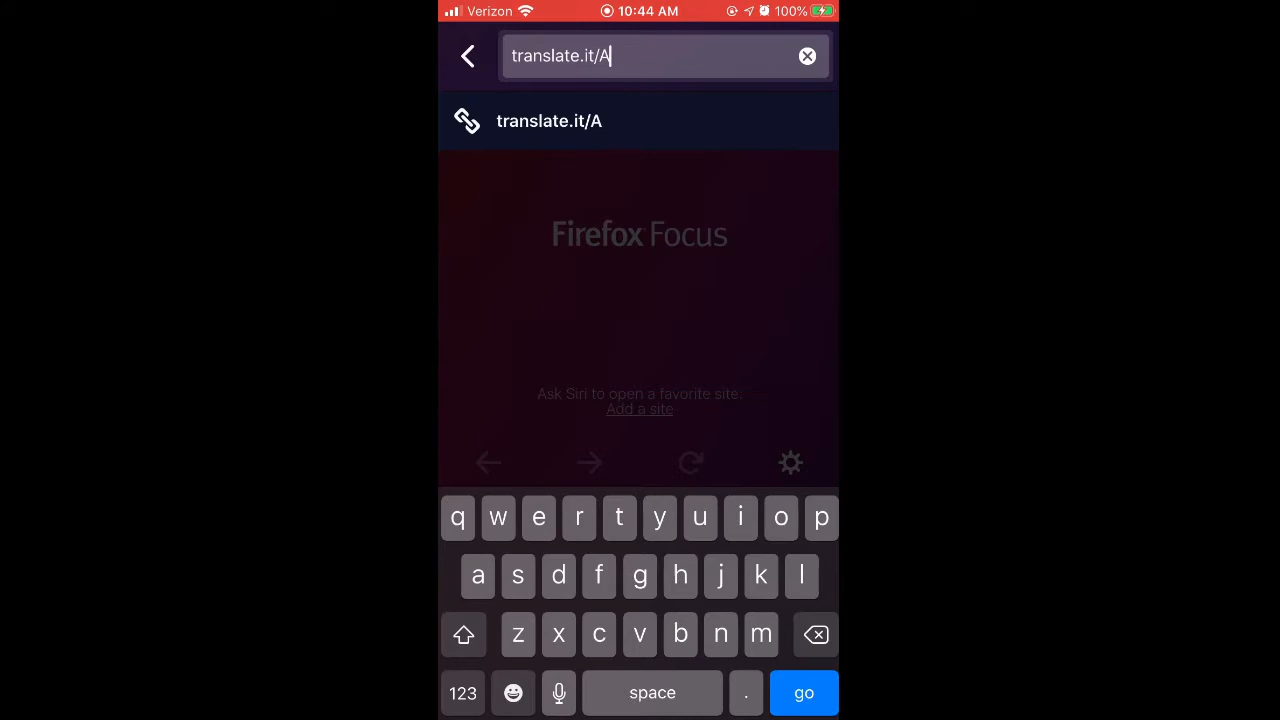 Verizon 10:44 AM 100%
translate.it/A
translate.it/A
Firefox Focus
Ask Siri to open a favorite site:
Add a site
q w e r t y u i o p
a s d f g h j k l
z x c v b n m
123 space . go